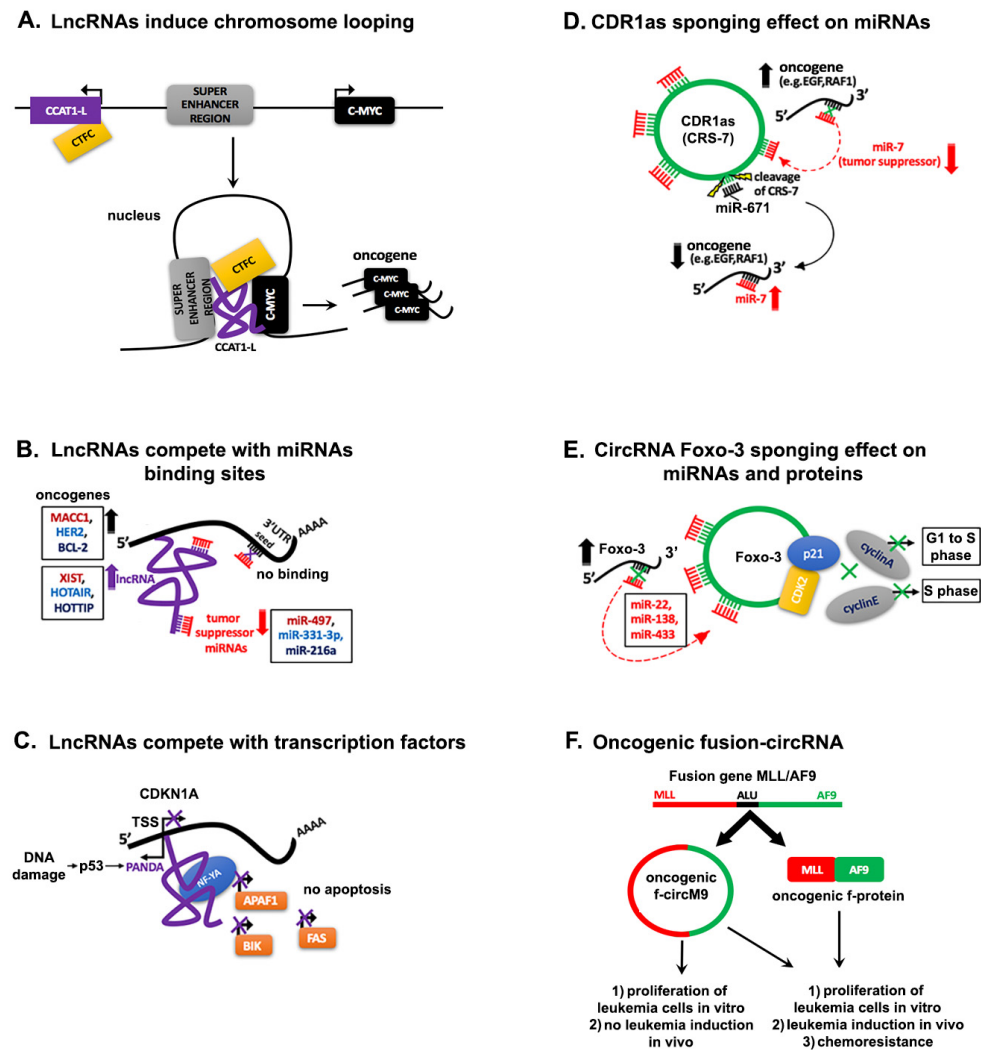 A. LncRNAs induce chromosome looping
CCAT1-L
CTFC
SUPER
ENHANCER
REGION
C-MYC
nucleus
SUPER
ENHANCER
REGION
CTFC
C-MYC
CCAT1-L
oncogene
C-MYC
C-MYC
C-MYC
B. LncRNAs compete with miRNAs
binding sites
oncogenes
MACC1,
HER2,
BCL-2
5’
3’UTR
seed
AAAA
no binding
XIST,
HOTAIR,
HOTTIP
lncRNA
tumor
suppressor
miRNAs
miR-497,
miR-331-3p,
miR-216a
C. LncRNAs compete with transcription factors
CDKN1A
TSS
5’
AAAA
DNA
damage
p53
PANDA
NF-YA
no apoptosis
APAF1
BIK
FAS
D. CDR1as sponging effect on miRNAs
oncogene
(e.g.EGF,RAF1)
5’
3’
CDR1as
(CRS-7)
miR-7
(tumor suppressor)
cleavage
of CRS-7
miR-671
oncogene
(e.g.EGF,RAF1)
5’
3’
miR-7
E. CircRNA Foxo-3 sponging effect on
miRNAs and proteins
Foxo-3
3’
5’
miR-22,
miR-138,
miR-433
Foxo-3
p21
CDK2
cyclinA
G1 to S
phase
cyclinE
S phase
F. Oncogenic fusion-circRNA
Fusion gene MLL/AF9
MLL
ALU
AF9
oncogenic
f-circM9
MLL
AF9
oncogenic f-protein
1) proliferation of
leukemia cells in vitro
2) no leukemia induction
in vivo
1) proliferation of
leukemia cells in vitro
2) leukemia induction in vivo
3) chemoresistance